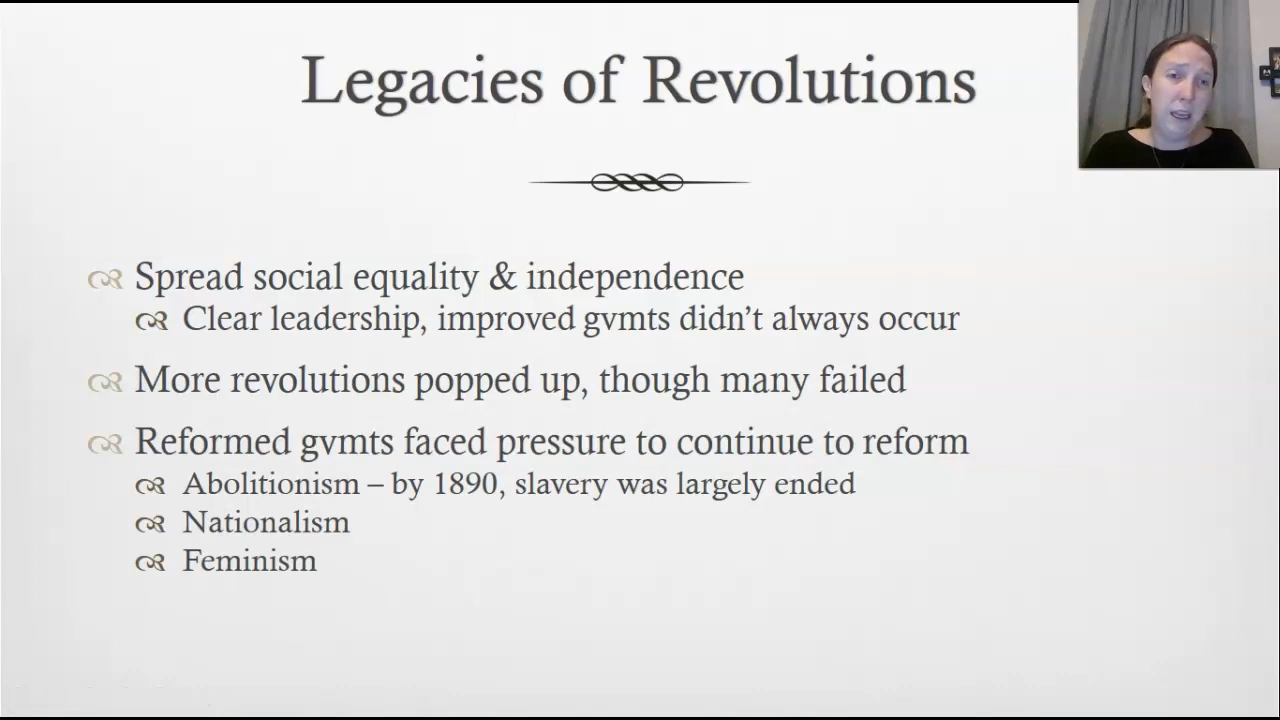 Legacies of Revolutions
Spread social equality & independence
Clear leadership, improved gvmts didn't always occur
More revolutions popped up, though many failed
Reformed gvmts faced pressure to continue to reform
Abolitionism – by 1890, slavery was largely ended
Nationalism
Feminism